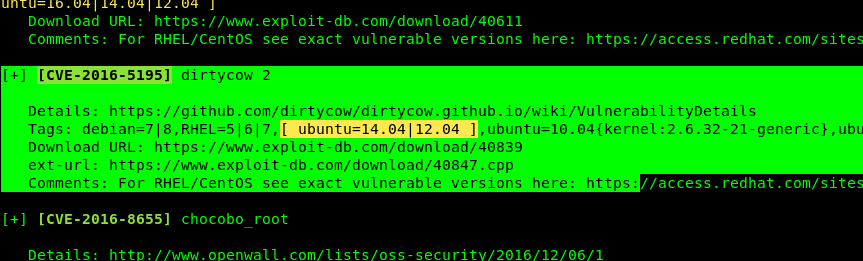 untu=16.04|14.04|12.04 ]
Download URL: https://www.exploit-db.com/download/40611
Comments: For RHEL/CentOS see exact vulnerable versions here: https://access.redhat.com/sites
[+] [CVE-2016-5195] dirtycow 2
Details: https://github.com/dirtycow/dirtycow.github.io/wiki/VulnerabilityDetails
Tags: debian=7|8,RHEL=5|6|7,[ ubuntu=14.04|12.04 ],ubuntu=10.04{kernel:2.6.32-21-generic},ubu
Download URL: https://www.exploit-db.com/download/40839
ext-url: https://www.exploit-db.com/download/40847.cpp
Comments: For RHEL/CentOS see exact vulnerable versions here: https://access.redhat.com/sites
[+] [CVE-2016-8655] chocobo_root
Details: http://www.openwall.com/lists/oss-security/2016/12/06/1